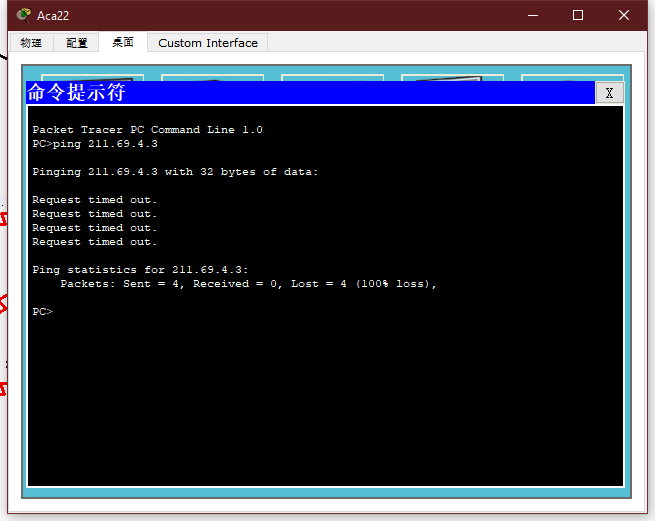 Aca22
物理 配置 桌面 Custom Interface
命令提示符 X
Packet Tracer PC Command Line 1.0
PC>ping 211.69.4.3
Pinging 211.69.4.3 with 32 bytes of data:
Request timed out.
Request timed out.
Request timed out.
Request timed out.
Ping statistics for 211.69.4.3:
    Packets: Sent = 4, Received = 0, Lost = 4 (100% loss),
PC>